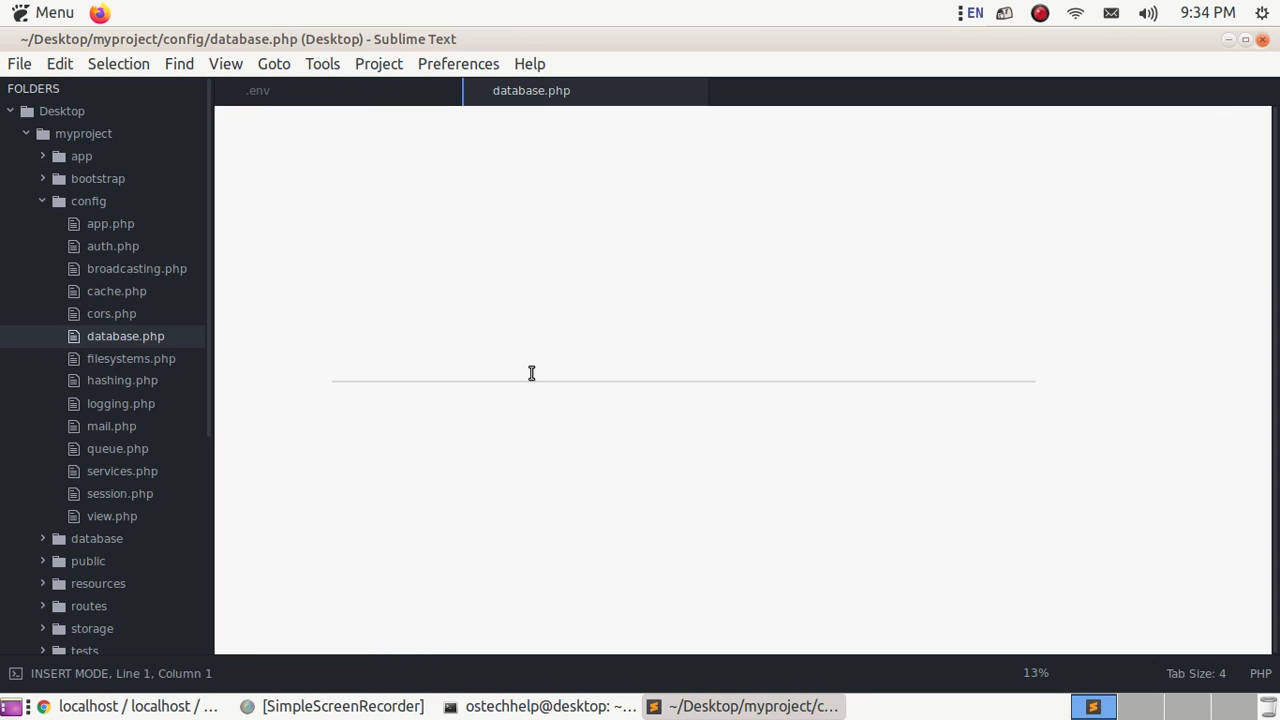 Menu
EN
9:34 PM
~/Desktop/myproject/config/database.php (Desktop) - Sublime Text
File Edit Selection Find View Goto Tools Project Preferences Help
FOLDERS
.env
database.php
Desktop
myproject
app
bootstrap
config
app.php
auth.php
broadcasting.php
cache.php
cors.php
database.php
filesystems.php
hashing.php
logging.php
mail.php
queue.php
services.php
session.php
view.php
database
public
resources
routes
storage
tests
INSERT MODE, Line 1, Column 1
13%
Tab Size: 4
PHP
localhost / localhost / ...
[SimpleScreenRecorder]
ostechhelp@desktop: ~...
~/Desktop/myproject/c...